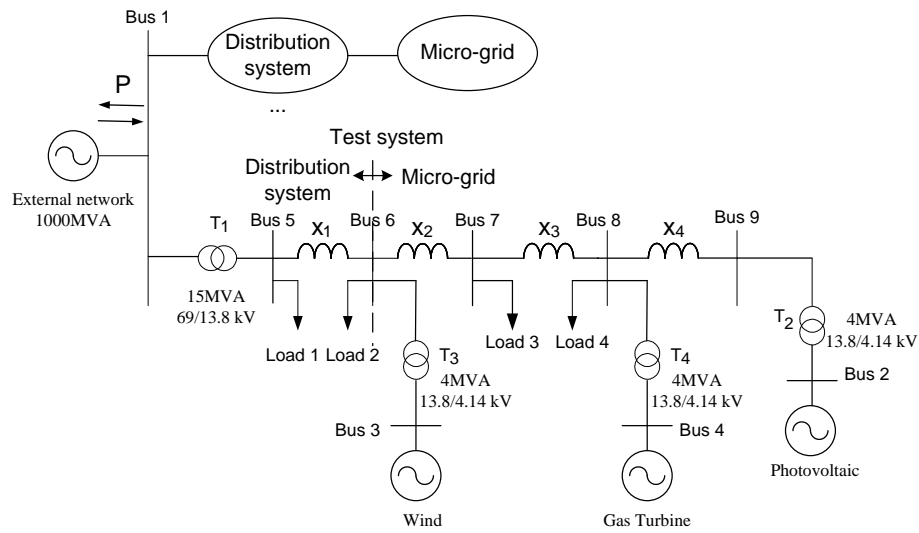 Bus 1
Distribution
system
Micro-grid
...
P
Test system
Distribution
system
Micro-grid
External network
1000MVA
T1
Bus 5
X1
Bus 6
X2
Bus 7
X3
Bus 8
X4
Bus 9
15MVA
69/13.8 kV
Load 1
Load 2
T3
4MVA
13.8/4.14 kV
Load 3
Load 4
T4
4MVA
13.8/4.14 kV
T2
4MVA
13.8/4.14 kV
Bus 2
Bus 3
Bus 4
Photovoltaic
Wind
Gas Turbine